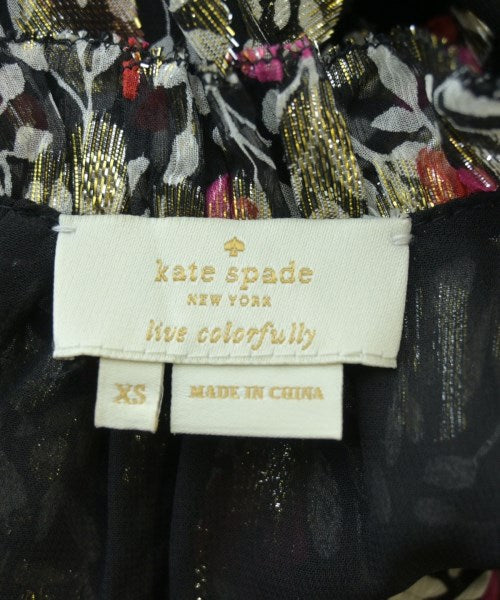 kate spade
NEW YORK
live colorfully
XS
MADE IN CHINA